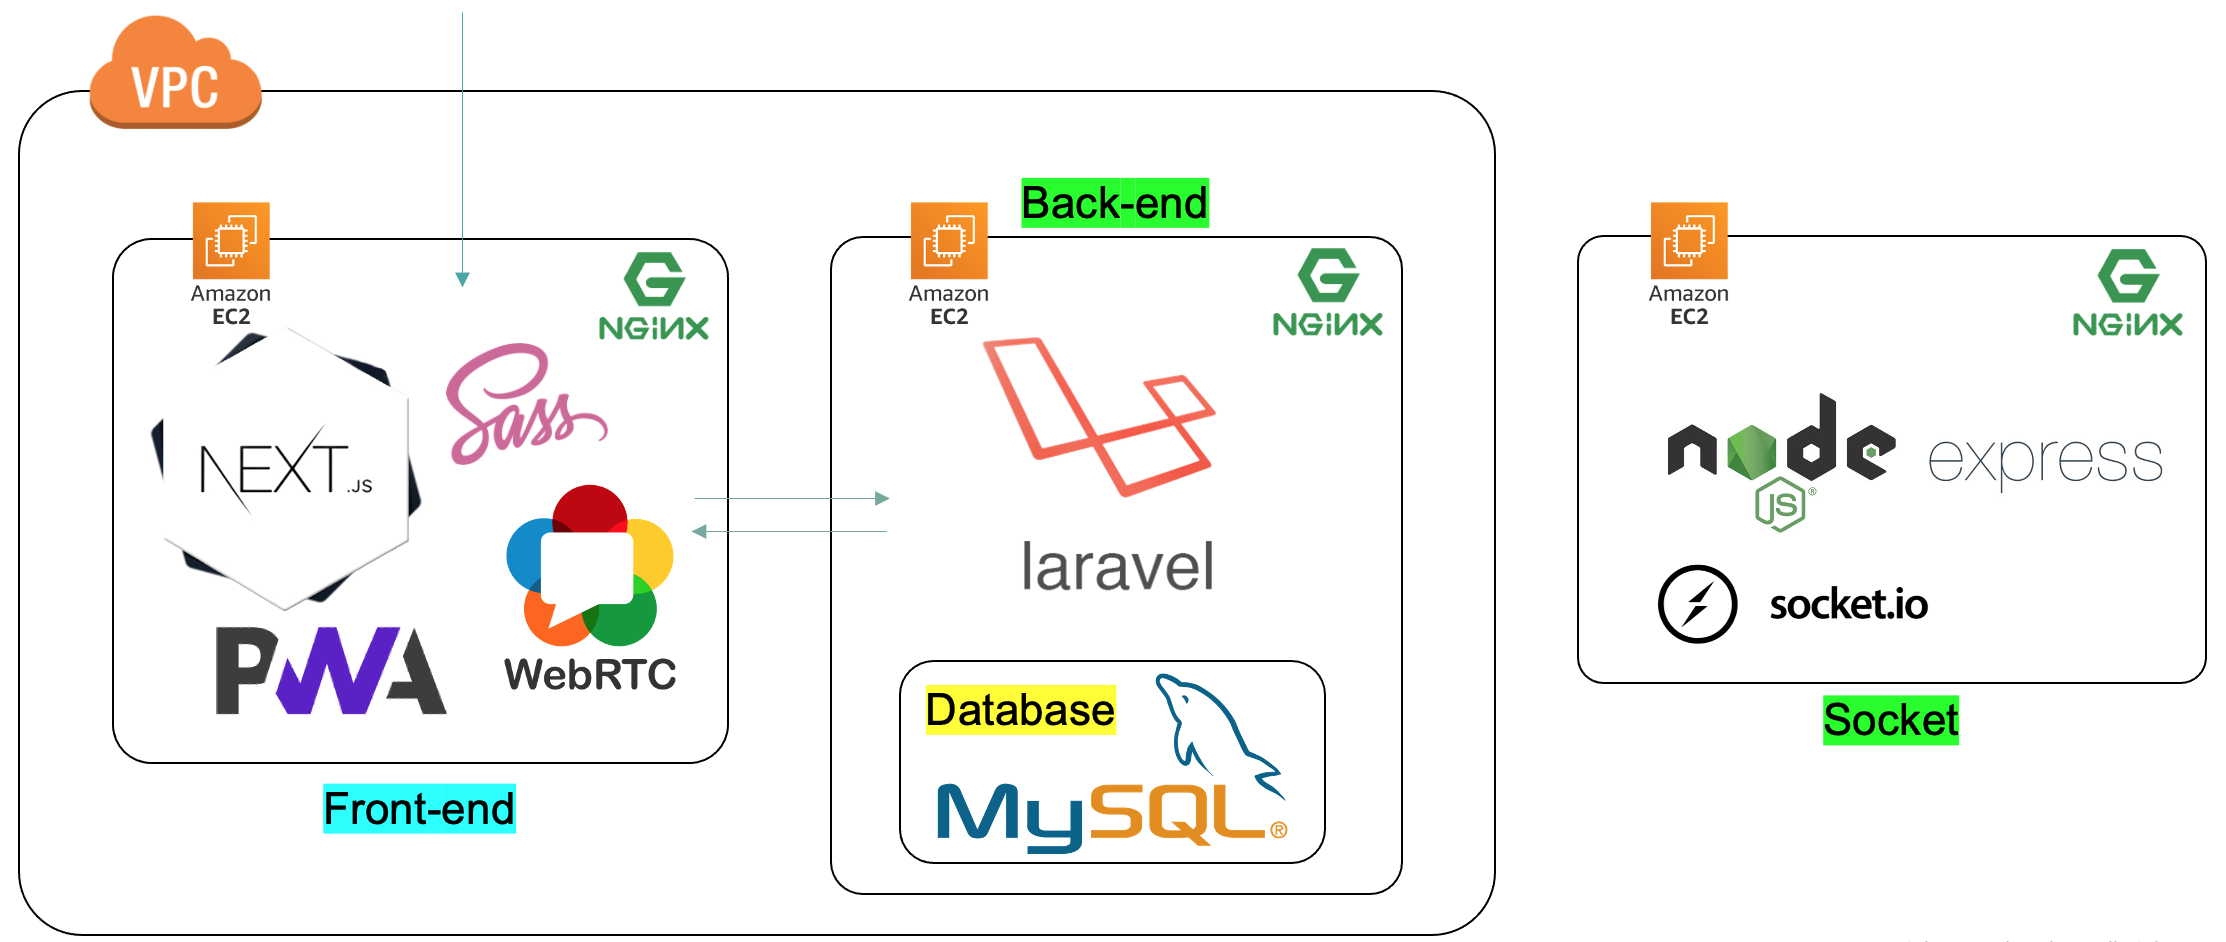 VPC
Back-end
Amazon
EC2
NGiNX
Amazon
EC2
NGiNX
Amazon
EC2
NGiNX
NEXT.JS
Sass
node
JS®
express
laravel
socket.io
PWA
WebRTC
Database
MySQL®
Socket
Front-end